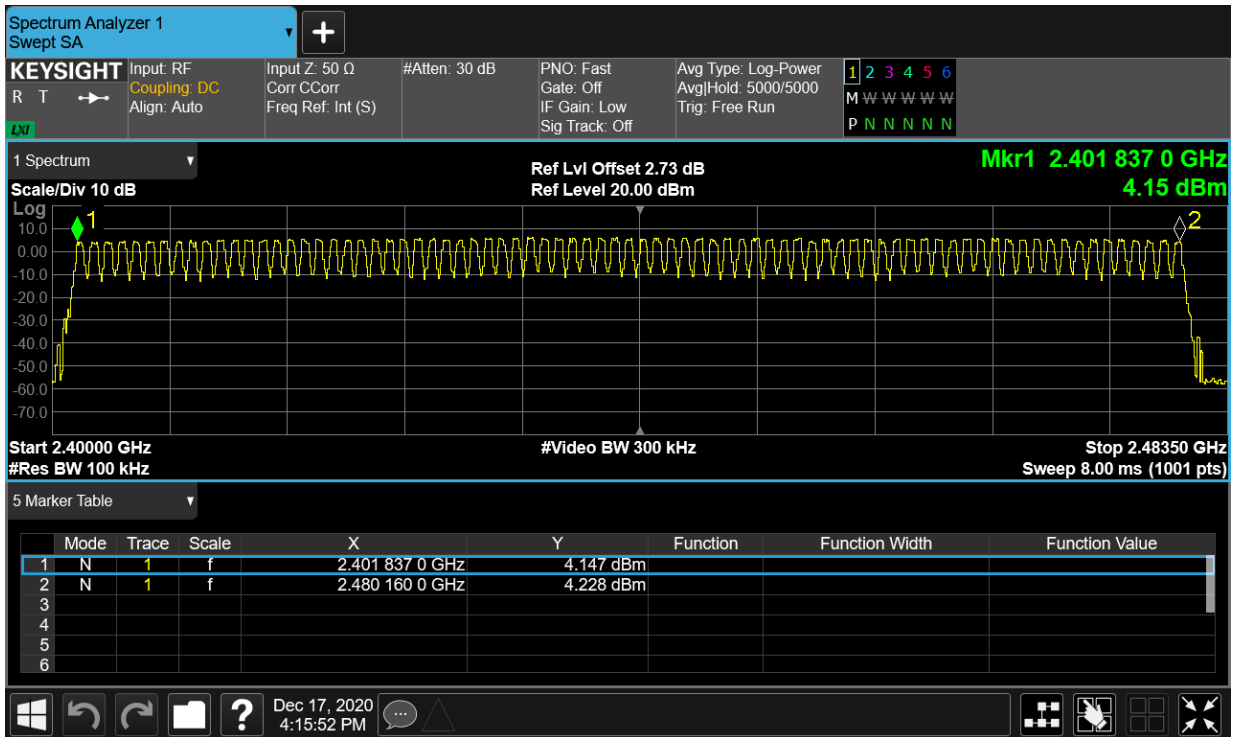 Spectrum Analyzer 1
Swept SA
+
KEYSIGHT Input: RF Input Z: 50 Ω #Atten: 30 dB PNO: Fast Avg Type: Log-Power 1 2 3 4 5 6
R T Coupling: DC Corr CCorr Gate: Off Avg|Hold: 5000/5000 M W W W W W
Align: Auto Freq Ref: Int (S) IF Gain: Low Trig: Free Run
LXI Sig Track: Off P N N N N N
1 Spectrum Ref Lvl Offset 2.73 dB Mkr1 2.401 837 0 GHz
Scale/Div 10 dB Ref Level 20.00 dBm 4.15 dBm
Log
1 2
10.0
0.00
-10.0
-20.0
-30.0
-40.0
-50.0
-60.0
-70.0
Start 2.40000 GHz #Video BW 300 kHz Stop 2.48350 GHz
#Res BW 100 kHz Sweep 8.00 ms (1001 pts)
5 Marker Table
Mode Trace Scale X Y Function Function Width Function Value
1 N 1 f 2.401 837 0 GHz 4.147 dBm
2 N 1 f 2.480 160 0 GHz 4.228 dBm
3
4
5
6
? Dec 17, 2020
4:15:52 PM